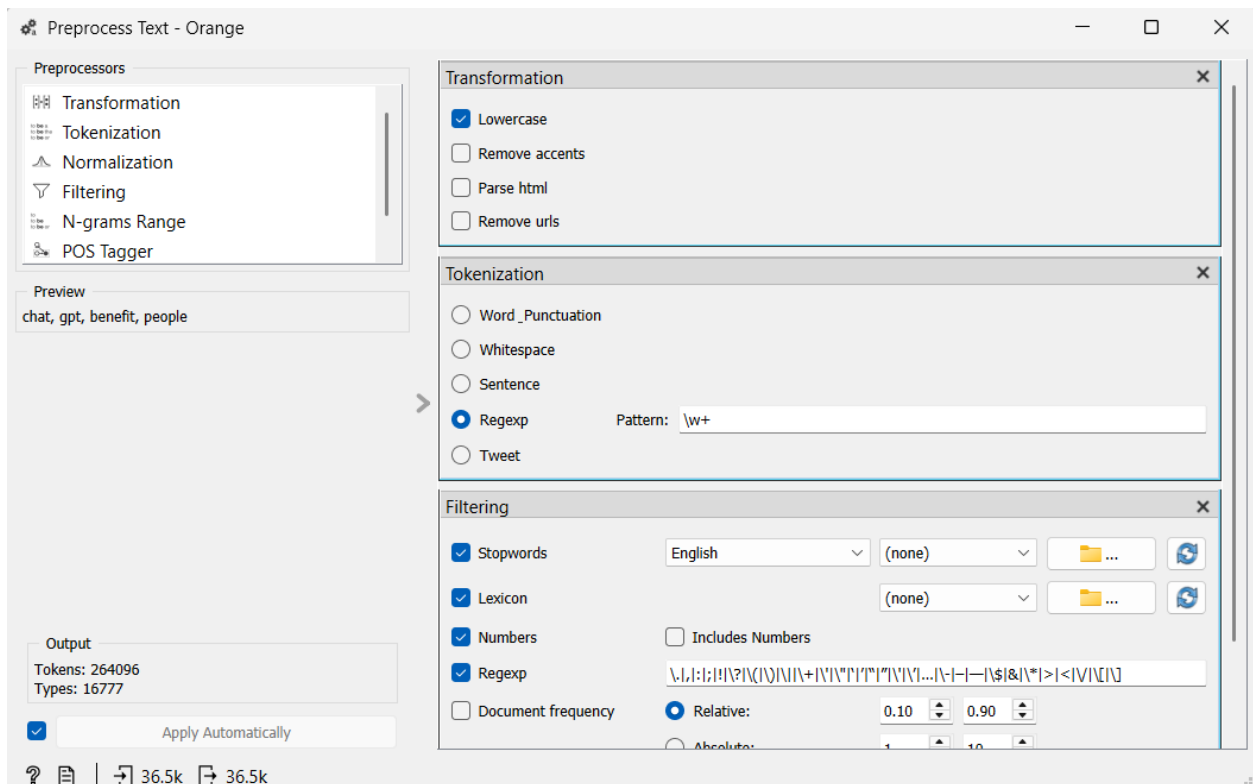 Preprocess Text - Orange
Preprocessors
Transformation
Tokenization
Normalization
Filtering
N-grams Range
POS Tagger
Preview
chat, gpt, benefit, people
Output
Tokens: 264096
Types: 16777
Apply Automatically
36.5k 36.5k
Transformation
Lowercase
Remove accents
Parse html
Remove urls
Tokenization
Word_Punctuation
Whitespace
Sentence
Regexp Pattern: \w+
Tweet
Filtering
Stopwords English (none) ...
Lexicon (none) ...
Numbers Includes Numbers
Regexp \.|,|:|;|!|\?|\(|\)|\||\+|\'|\"|‘|’|“|”|\'|\’|…|\-|–|—|\$|&|\*|>|<|\/|\[|\]
Document frequency Relative: 0.10 0.90
Absolute: 1 10